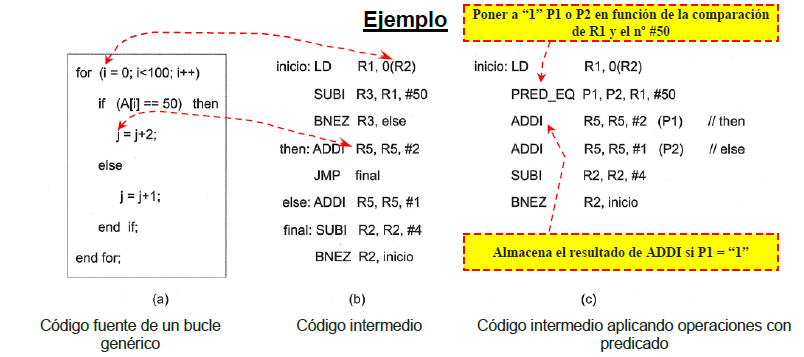 Ejemplo
Poner a “1” P1 o P2 en función de la comparación
de R1 y el nº #50
for (i = 0; i<100; i++)
if (A[i] == 50) then
j = j+2;
else
j = j+1;
end if;
end for;
(a)
Código fuente de un bucle
genérico
inicio: LD R1, 0(R2)
SUBI R3, R1, #50
BNEZ R3, else
then: ADDI R5, R5, #2
JMP final
else: ADDI R5, R5, #1
final: SUBI R2, R2, #4
BNEZ R2, inicio
(b)
Código intermedio
inicio: LD R1, 0(R2)
PRED_EQ P1, P2, R1, #50
ADDI R5, R5, #2 (P1) // then
ADDI R5, R5, #1 (P2) // else
SUBI R2, R2, #4
BNEZ R2, inicio
Almacena el resultado de ADDI si P1 = “1”
(c)
Código intermedio aplicando operaciones con
predicado